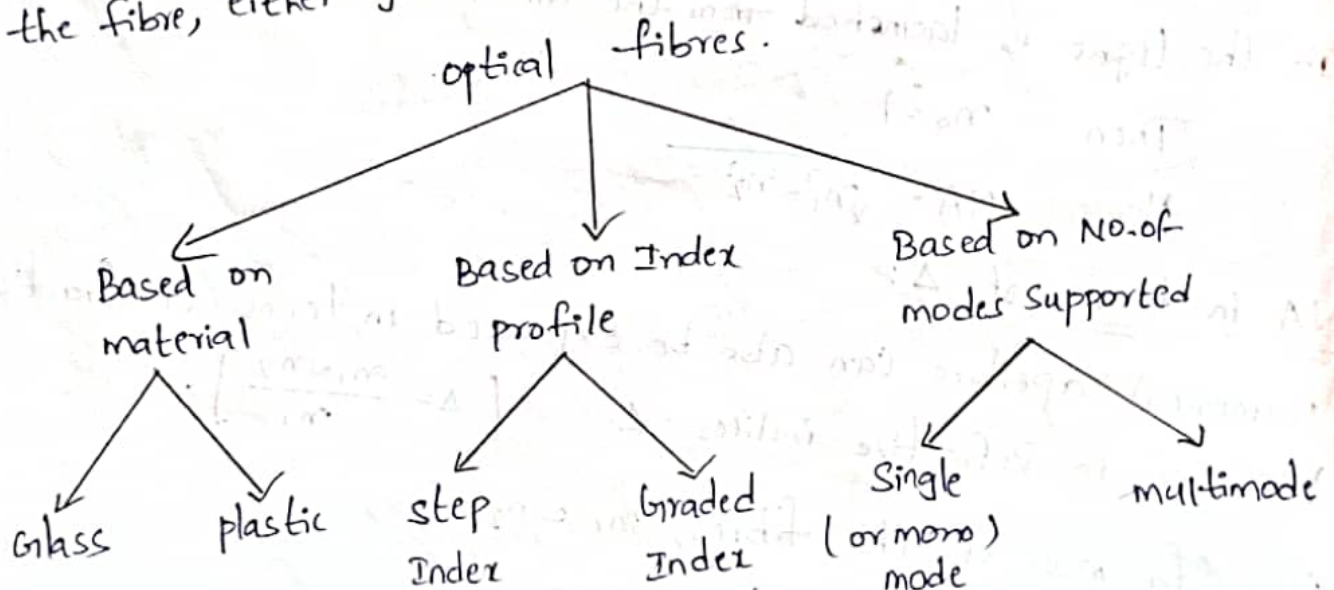 the fibre, either
optical fibres.
Based on
material
Based on Index
profile
Based on No.of
modes supported
Glass
plastic
step
Index
Graded
Index
Single
(or mono)
mode
multimode